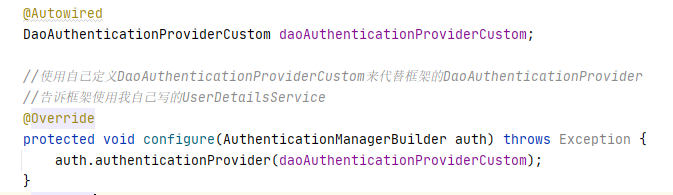 @Autowired
DaoAuthenticationProviderCustom daoAuthenticationProviderCustom;
//使用自己定义DaoAuthenticationProviderCustom来代替框架的DaoAuthenticationProvider
//告诉框架使用我自己写的UserDetailsService
@Override
protected void configure(AuthenticationManagerBuilder auth) throws Exception {
auth.authenticationProvider(daoAuthenticationProviderCustom);
}